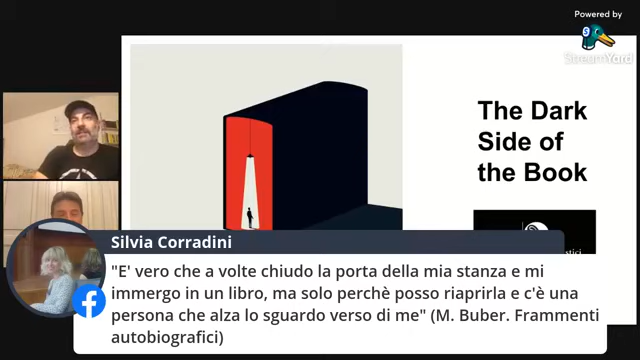 Powered by
StreamYard
The Dark
Side of
the Book
Silvia Corradini
"E' vero che a volte chiudo la porta della mia stanza e mi
immergo in un libro, ma solo perchè posso riaprirla e c'è una
persona che alza lo sguardo verso di me" (M. Buber. Frammenti
autobiografici)